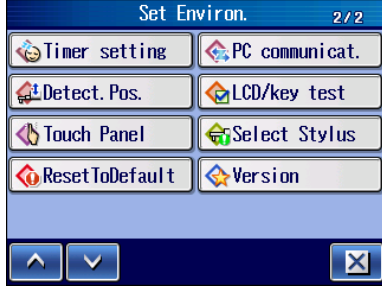 Set Environ. 2/2
Timer setting PC communicat.
Detect.Pos. LCD/key test
Touch Panel Select Stylus
ResetToDefault Version